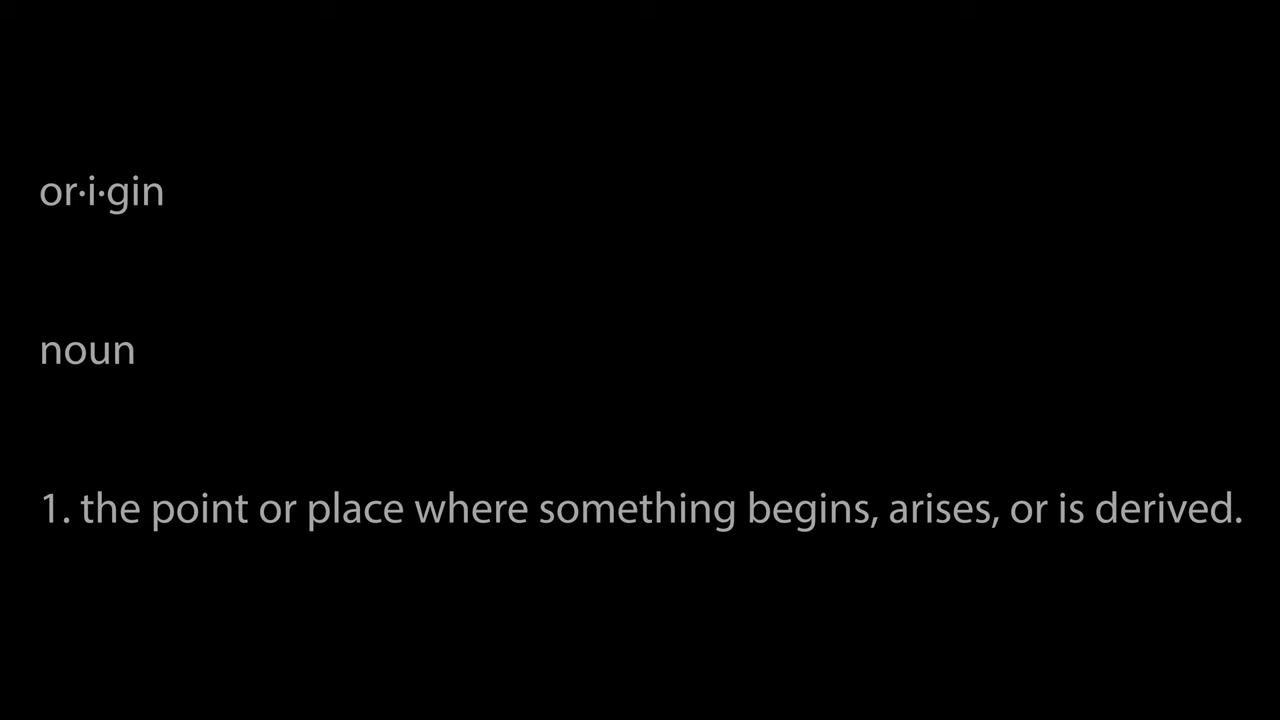 or·i·gin
noun
1. the point or place where something begins, arises, or is derived.